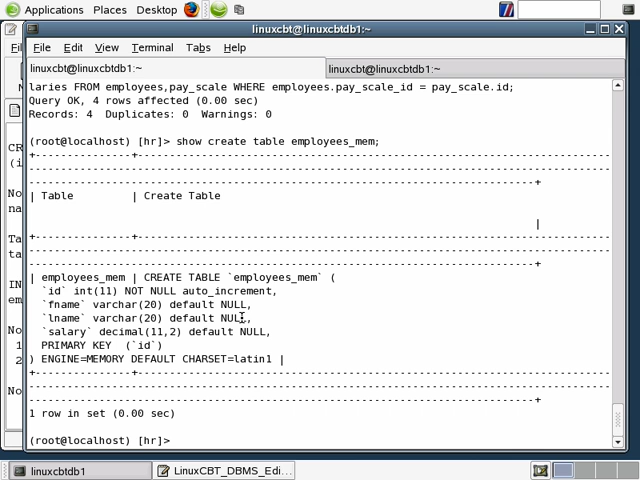 Applications Places Desktop
linuxcbt@linuxcbtdb1:~
File Edit View Terminal Tabs Help
linuxcbt@linuxcbtdb1:~ linuxcbt@linuxcbtdb1:~
laries FROM employees,pay_scale WHERE employees.pay_scale_id = pay_scale.id;
Query OK, 4 rows affected (0.00 sec)
Records: 4  Duplicates: 0  Warnings: 0
(root@localhost) [hr]> show create table employees_mem;
| Table | Create Table
|
| employees_mem | CREATE TABLE `employees_mem` (
`id` int(11) NOT NULL auto_increment,
`fname` varchar(20) default NULL,
`lname` varchar(20) default NULL,
`salary` decimal(11,2) default NULL,
PRIMARY KEY  (`id`)
) ENGINE=MEMORY DEFAULT CHARSET=latin1 |
1 row in set (0.00 sec)
(root@localhost) [hr]>
linuxcbtdb1 LinuxCBT_DBMS_Edi...